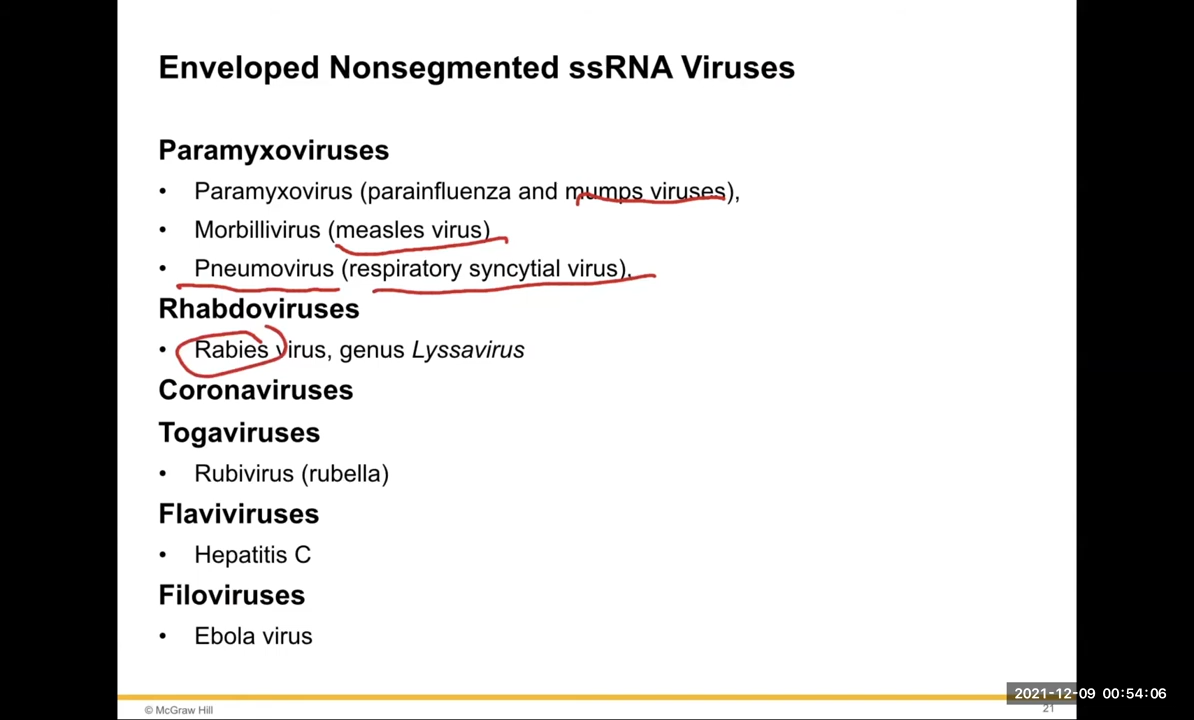 Enveloped Nonsegmented ssRNA Viruses
Paramyxoviruses
• Paramyxovirus (parainfluenza and mumps viruses),
• Morbillivirus (measles virus)
• Pneumovirus (respiratory syncytial virus).
Rhabdoviruses
• Rabies virus, genus Lyssavirus
Coronaviruses
Togaviruses
• Rubivirus (rubella)
Flaviviruses
• Hepatitis C
Filoviruses
• Ebola virus
2021-12-09 00:54:06
© McGraw Hill
21